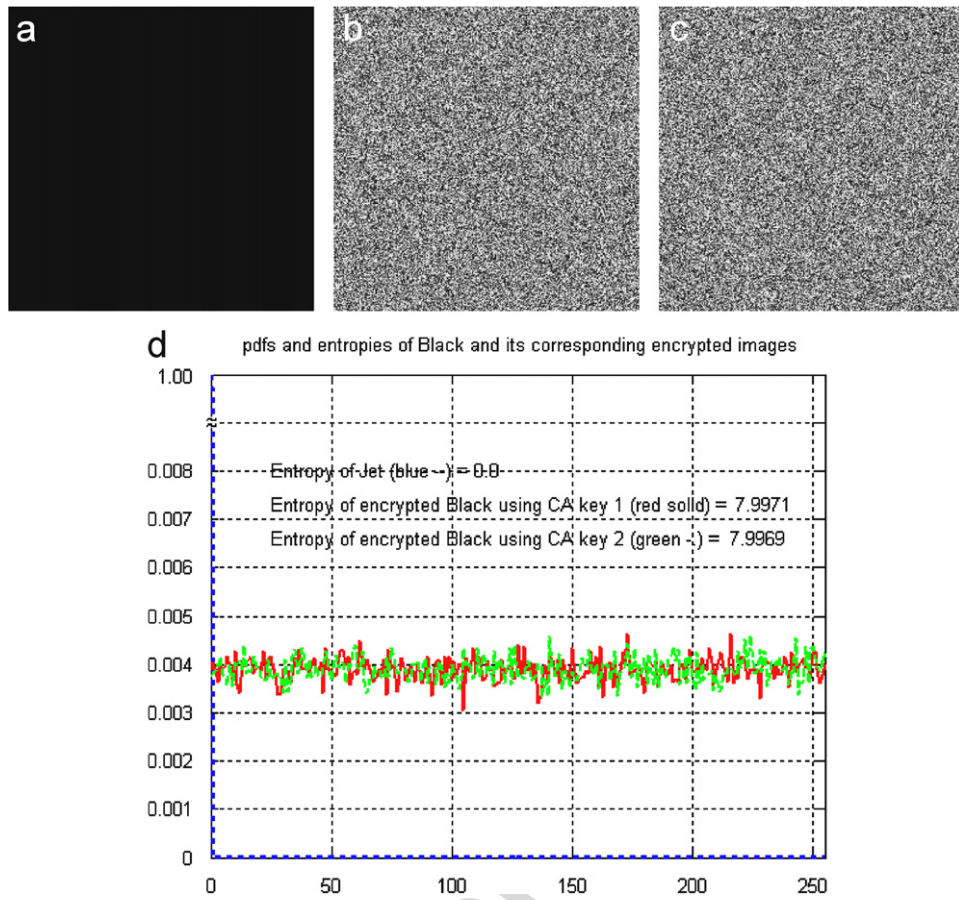 a
b
c
d
pdfs and entropies of Black and its corresponding encrypted images
1.00
≈
0.008
0.007
0.006
0.005
0.004
0.003
0.002
0.001
0
Entropy of Jet (blue --) = 0.0
Entropy of encrypted Black using CA key 1 (red solid) = 7.9971
Entropy of encrypted Black using CA key 2 (green -.) = 7.9969
0 50 100 150 200 250